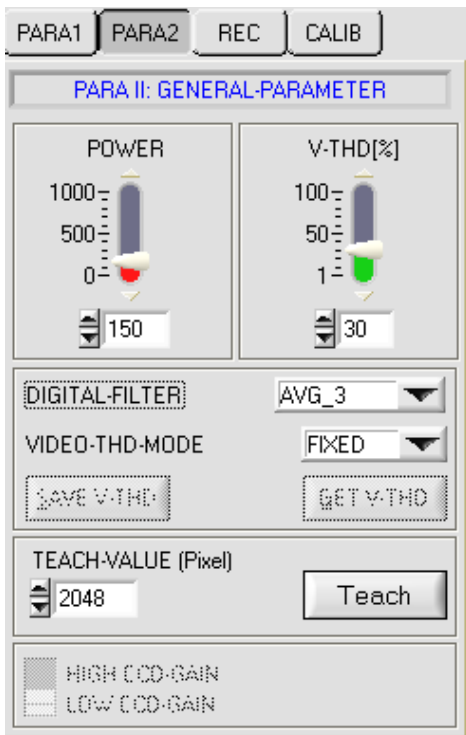 PARA1 PARA2 REC CALIB
PARA II: GENERAL-PARAMETER
POWER V-THD[%]
1000 100
500 50
0 1
150 30
DIGITAL-FILTER AVG_3
VIDEO-THD-MODE FIXED
SAVE V-THD GET V-THD
TEACH-VALUE (Pixel)
2048 Teach
HIGH CCD-GAIN
LOW CCD-GAIN